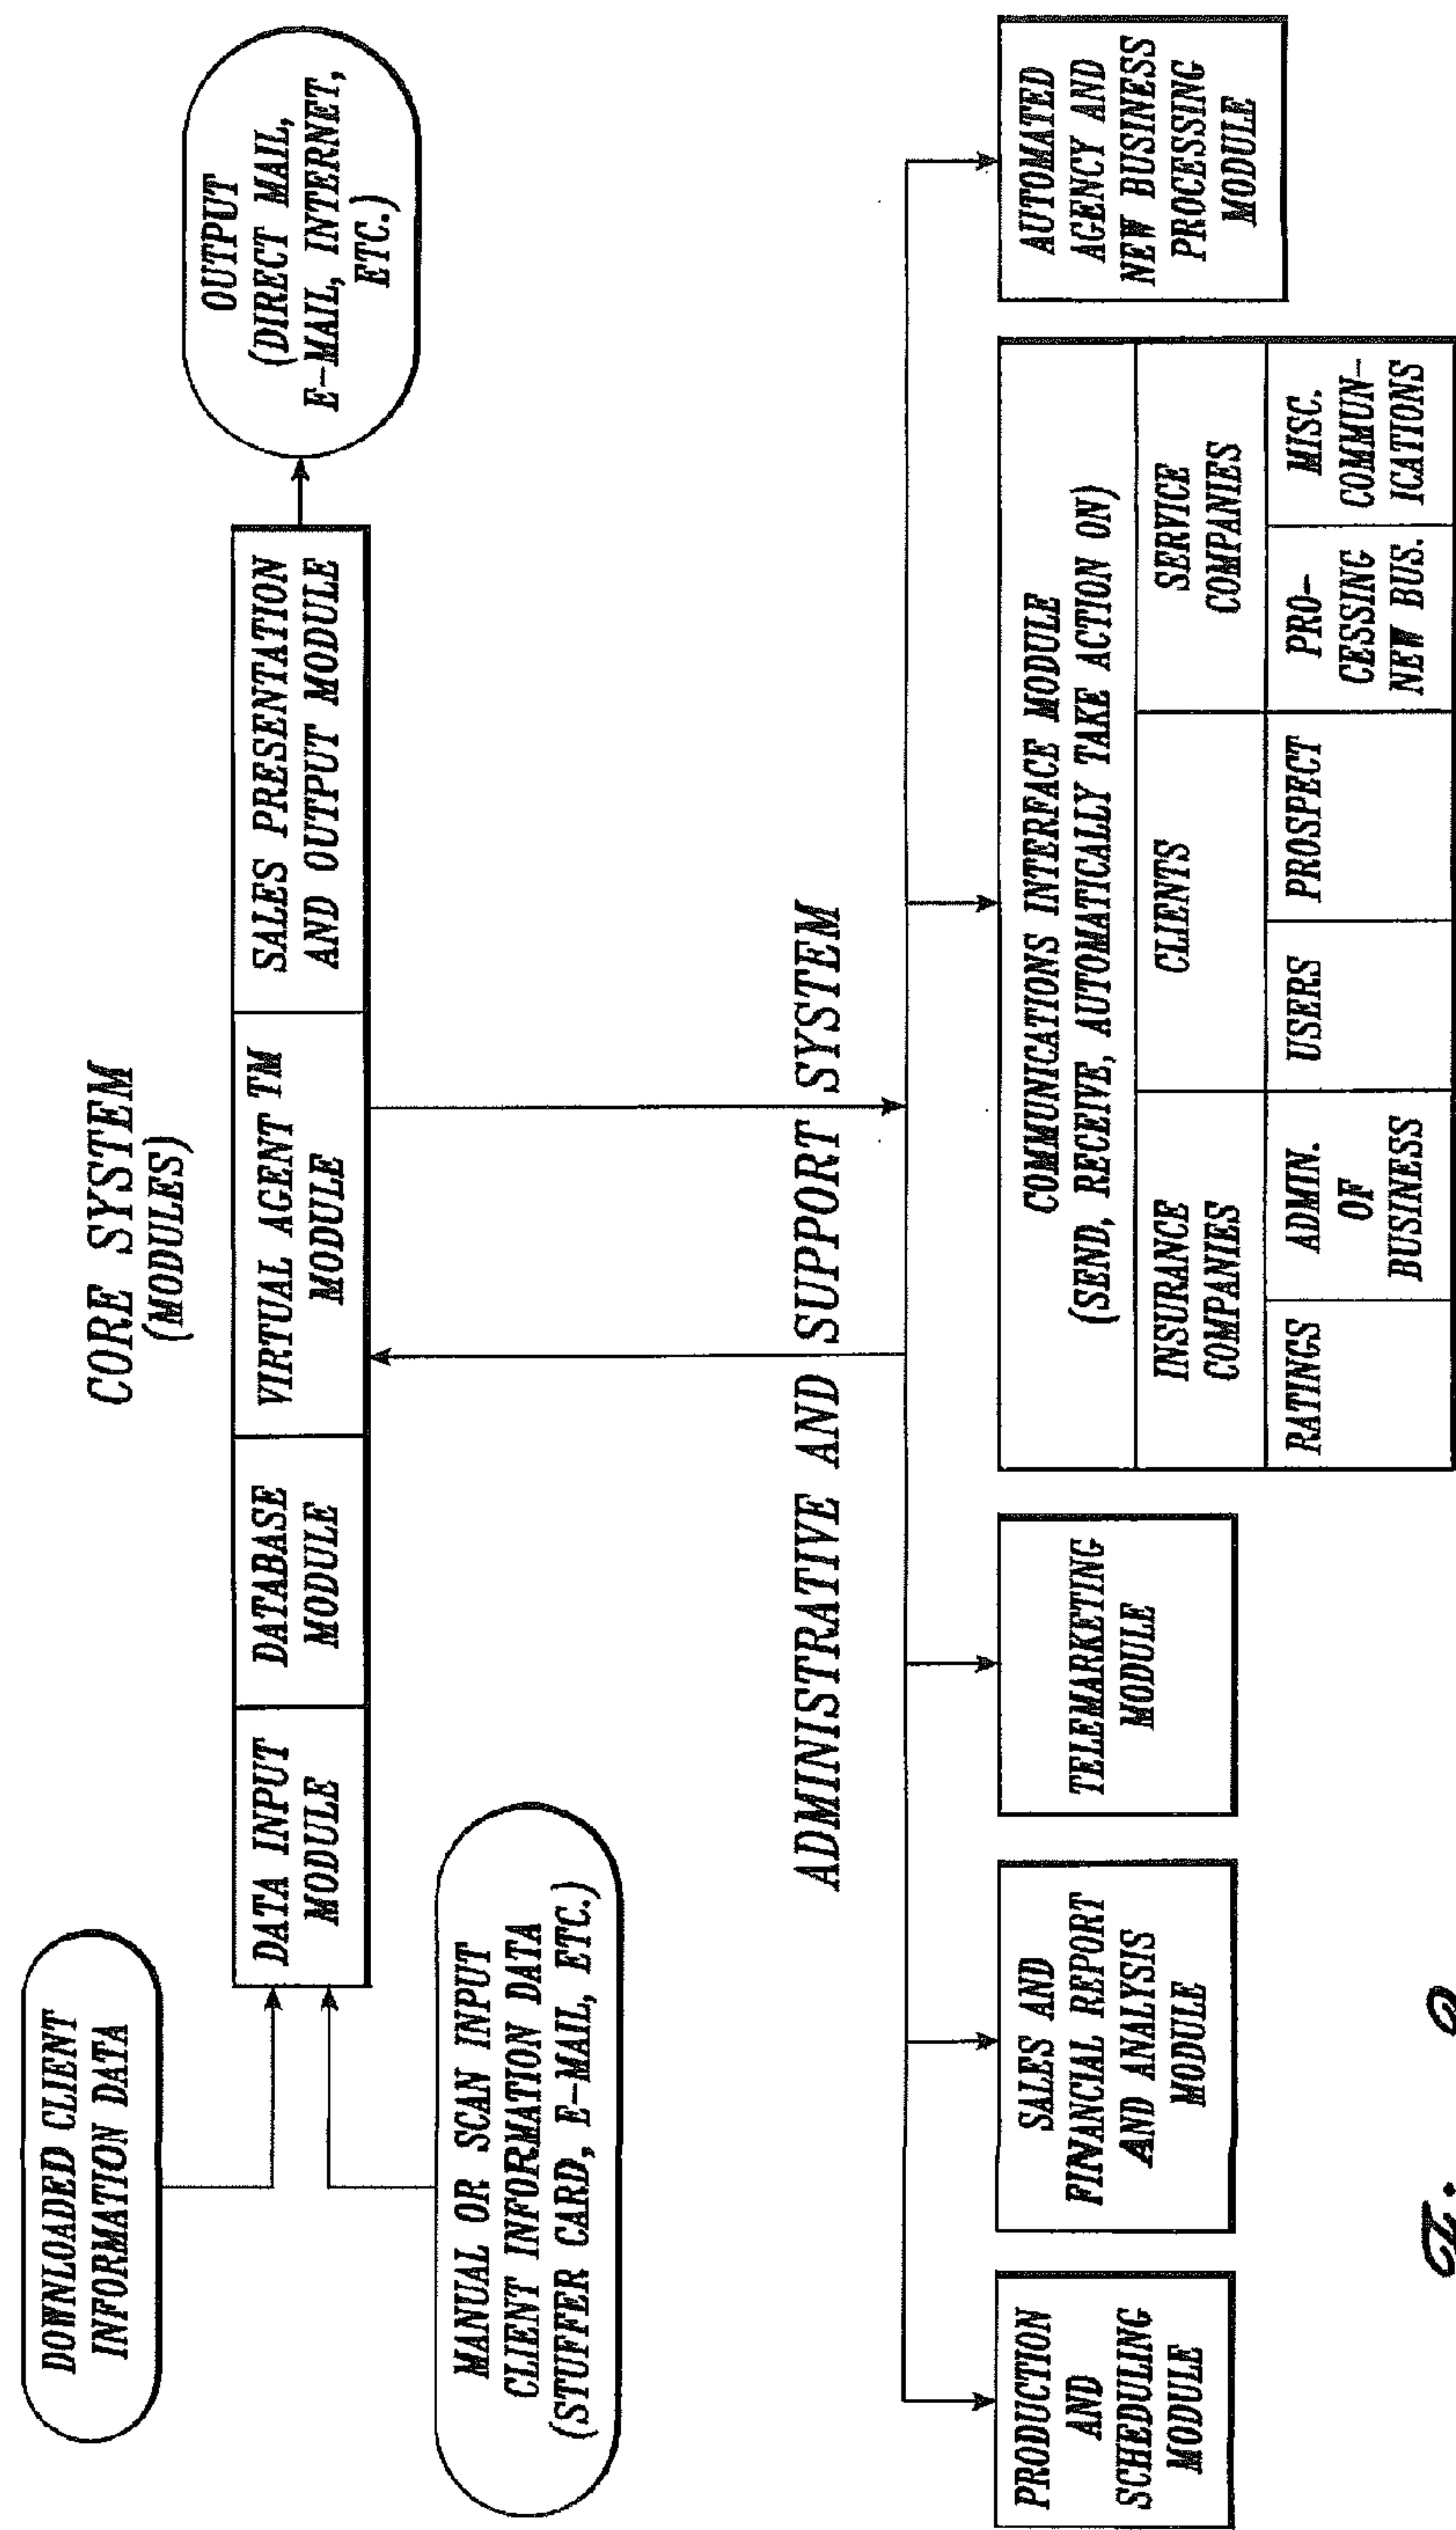 CORE SYSTEM
(MODULES)
DOWNLOADED CLIENT
INFORMATION DATA
DATA INPUT
MODULE
DATABASE
MODULE
VIRTUAL AGENT TM
MODULE
SALES PRESENTATION
AND OUTPUT MODULE
OUTPUT
(DIRECT MAIL,
E-MAIL, INTERNET,
ETC.)
MANUAL OR SCAN INPUT
CLIENT INFORMATION DATA
(STUFFER CARD, E-MAIL, ETC.)
ADMINISTRATIVE AND SUPPORT SYSTEM
PRODUCTION
AND
SCHEDULING
MODULE
SALES AND
FINANCIAL REPORT
AND ANALYSIS
MODULE
TELEMARKETING
MODULE
COMMUNICATIONS INTERFACE MODULE
(SEND, RECEIVE, AUTOMATICALLY TAKE ACTION ON)
INSURANCE
COMPANIES
CLIENTS
SERVICE
COMPANIES
RATINGS
ADMIN.
OF
BUSINESS
USERS
PROSPECT
PRO-
CESSING
NEW BUS.
MISC.
COMMUN-
ICATIONS
AUTOMATED
AGENCY AND
NEW BUSINESS
PROCESSING
MODULE